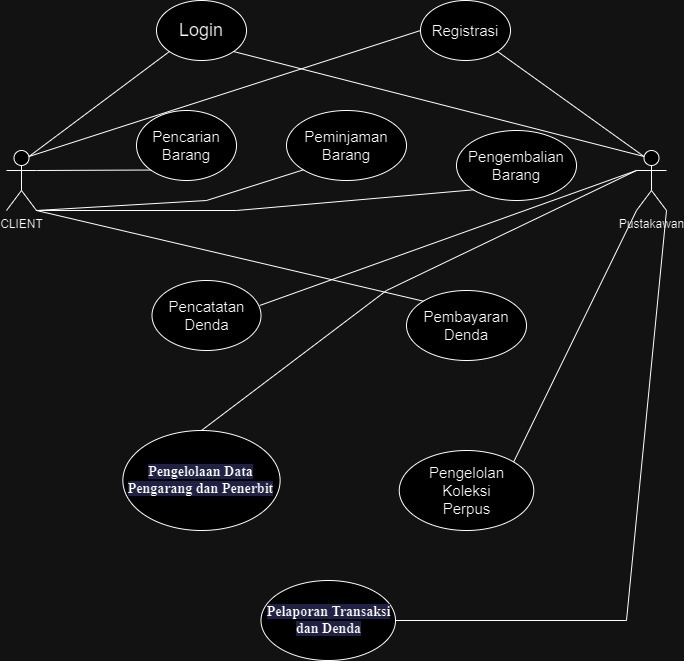 Login
Registrasi
Pencarian
Barang
Peminjaman
Barang
Pengembalian
Barang
CLIENT
Pustakawan
Pencatatan
Denda
Pembayaran
Denda
Pengelolaan Data
Pengarang dan Penerbit
Pengelolan
Koleksi
Perpus
Pelaporan Transaksi
dan Denda